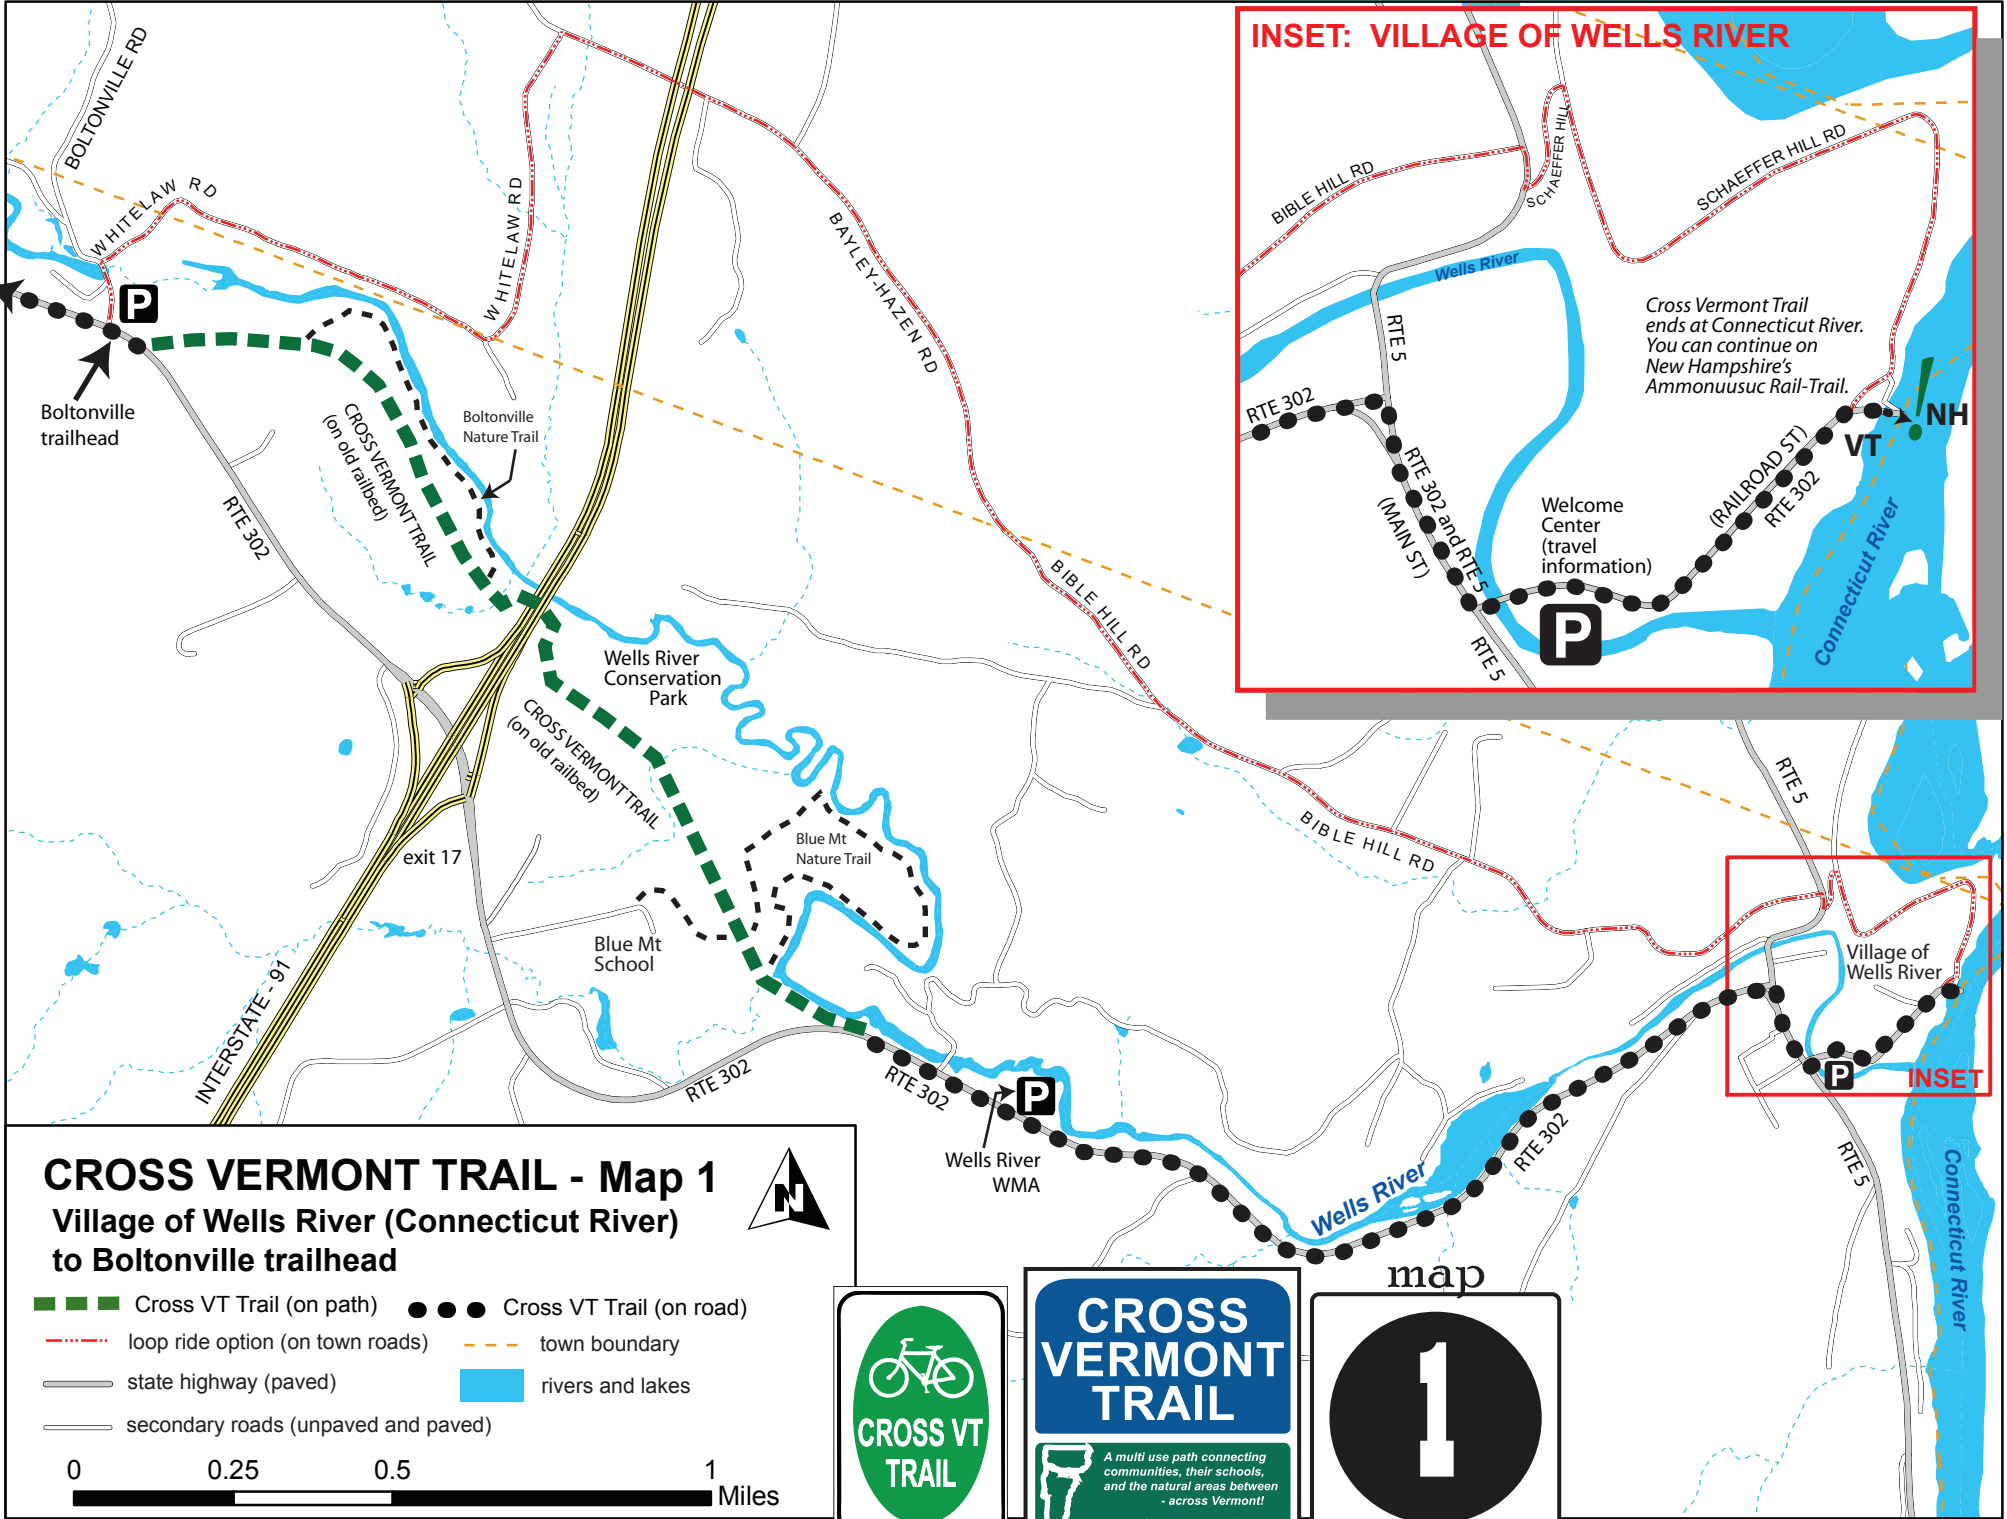 INSET: VILLAGE OF WELLS RIVER
BOLTONVILLE RD
WHITELAW RD
WHITELAW RD
BAYLEY-HAZEN RD
P
Boltonville
trailhead
CROSS VERMONT TRAIL
(on old railbed)
Boltonville
Nature Trail
RTE 302
BIBLE HILL RD
SCHAEFFER HILL
SCHAEFFER HILL RD
Wells River
RTE 5
RTE 302
Cross Vermont Trail
ends at Connecticut River.
You can continue on
New Hampshire's
Ammonuusuc Rail-Trail.
NH
VT
RTE 302 and RTE 5
(MAIN ST)
Welcome
Center
(travel
information)
(RAILROAD ST)
RTE 302
Connecticut River
P
RTE 5
BIBLE HILL RD
Wells River
Conservation
Park
CROSS VERMONT TRAIL
(on old railbed)
exit 17
Blue Mt
Nature Trail
Blue Mt
School
INTERSTATE - 91
BIBLE HILL RD
RTE 5
Village of
Wells River
P
INSET
RTE 302
RTE 302
P
Wells River
WMA
Wells River
RTE 302
RTE 5
Connecticut River
CROSS VERMONT TRAIL - Map 1
Village of Wells River (Connecticut River)
to Boltonville trailhead
N
Cross VT Trail (on path)
Cross VT Trail (on road)
loop ride option (on town roads)
town boundary
state highway (paved)
rivers and lakes
secondary roads (unpaved and paved)
0 0.25 0.5 1
Miles
CROSS VT
TRAIL
CROSS
VERMONT
TRAIL
A multi use path connecting
communities, their schools,
and the natural areas between
- across Vermont!
map
1